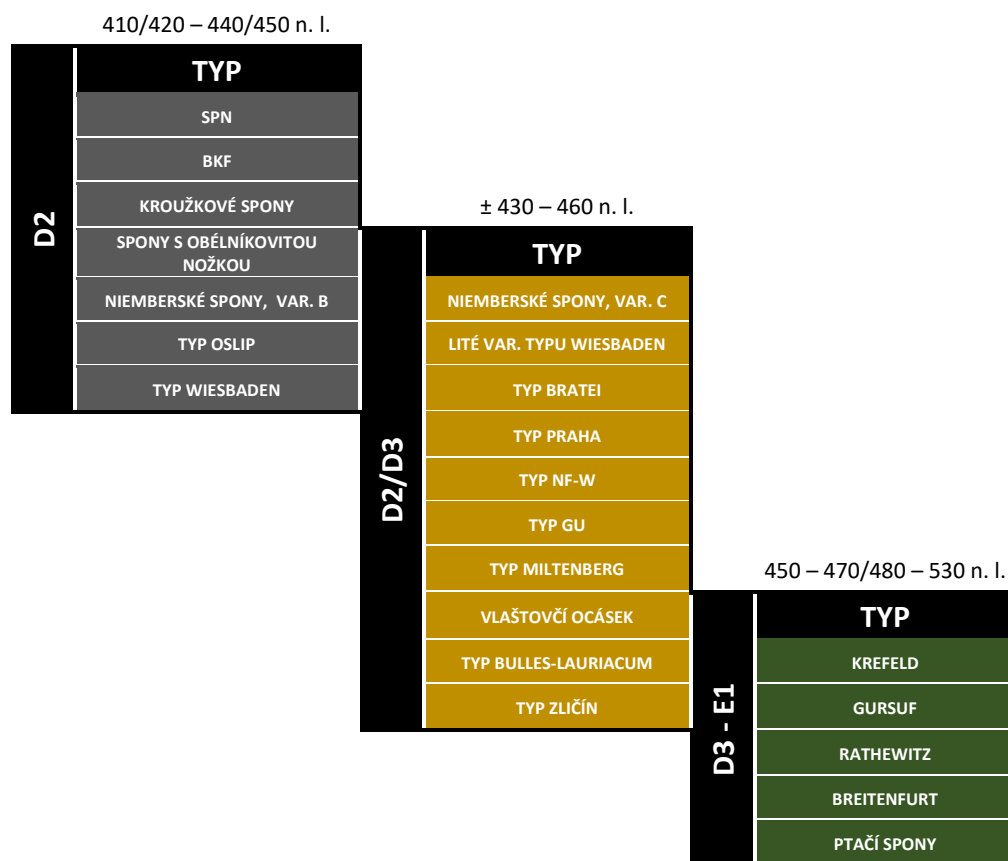 410/420 – 440/450 n. l.
D2
TYP
SPN
BKF
KROUŽKOVÉ SPONY
SPONY S OBÉLNÍKOVITOU
NOŽKOU
NIEMBERSKÉ SPONY, VAR. B
TYP OSLIP
TYP WIESBADEN
± 430 – 460 n. l.
D2/D3
TYP
NIEMBERSKÉ SPONY, VAR. C
LITÉ VAR. TYPU WIESBADEN
TYP BRATEI
TYP PRAHA
TYP NF-W
TYP GU
TYP MILTENBERG
VLAŠTOVČÍ OCÁSEK
TYP BULLES-LAURIACUM
TYP ZLIČÍN
450 – 470/480 – 530 n. l.
D3 - E1
TYP
KREFELD
GURSUF
RATHEWITZ
BREITENFURT
PTAČÍ SPONY